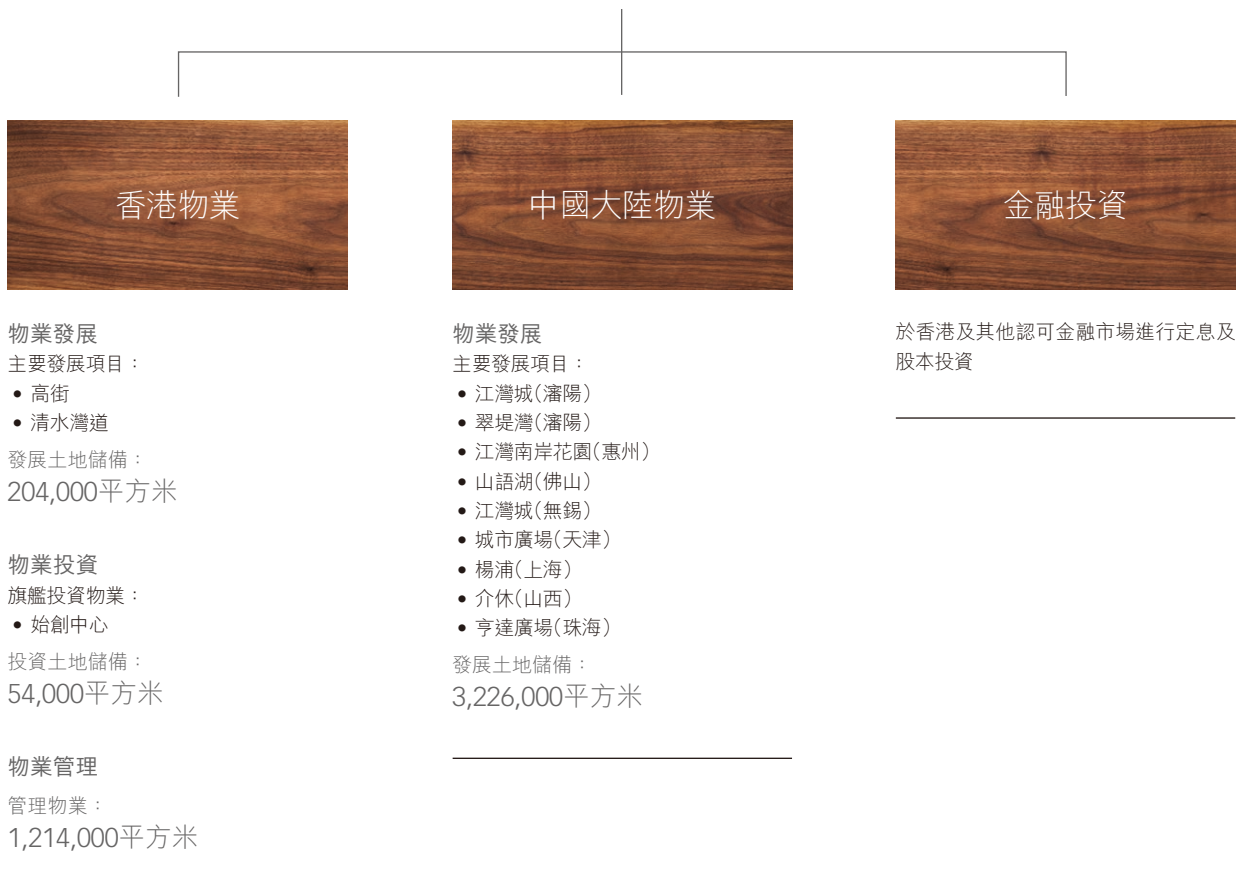 香港物業
物業發展
主要發展項目：
• 高街
• 清水灣道
發展土地儲備：
204,000平方米
物業投資
旗艦投資物業：
• 始創中心
投資土地儲備：
54,000平方米
物業管理
管理物業：
1,214,000平方米
中國大陸物業
物業發展
主要發展項目：
• 江灣城（瀋陽）
• 翠堤灣（瀋陽）
• 江灣南岸花園（惠州）
• 山語湖（佛山）
• 江灣城（無錫）
• 城市廣場（天津）
• 楊浦（上海）
• 介休（山西）
• 亨達廣場（珠海）
發展土地儲備：
3,226,000平方米
金融投資
於香港及其他認可金融市場進行定息及
股本投資